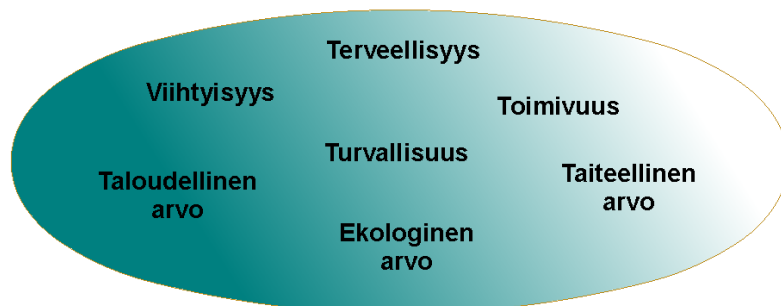 Terveellisyys
Viihtyisyys
Toimivuus
Turvallisuus
Taloudellinen
arvo
Taiteellinen
arvo
Ekologinen
arvo